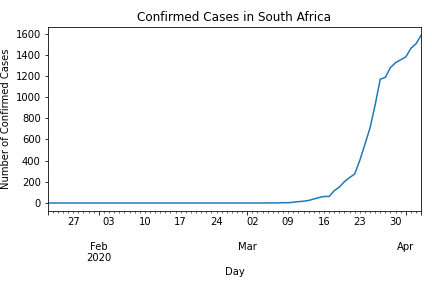 Confirmed Cases in South Africa
Number of Confirmed Cases
1600
1400
1200
1000
800
600
400
200
0
27 03 10 17 24 02 09 16 23 30
Feb Mar Apr
2020
Day